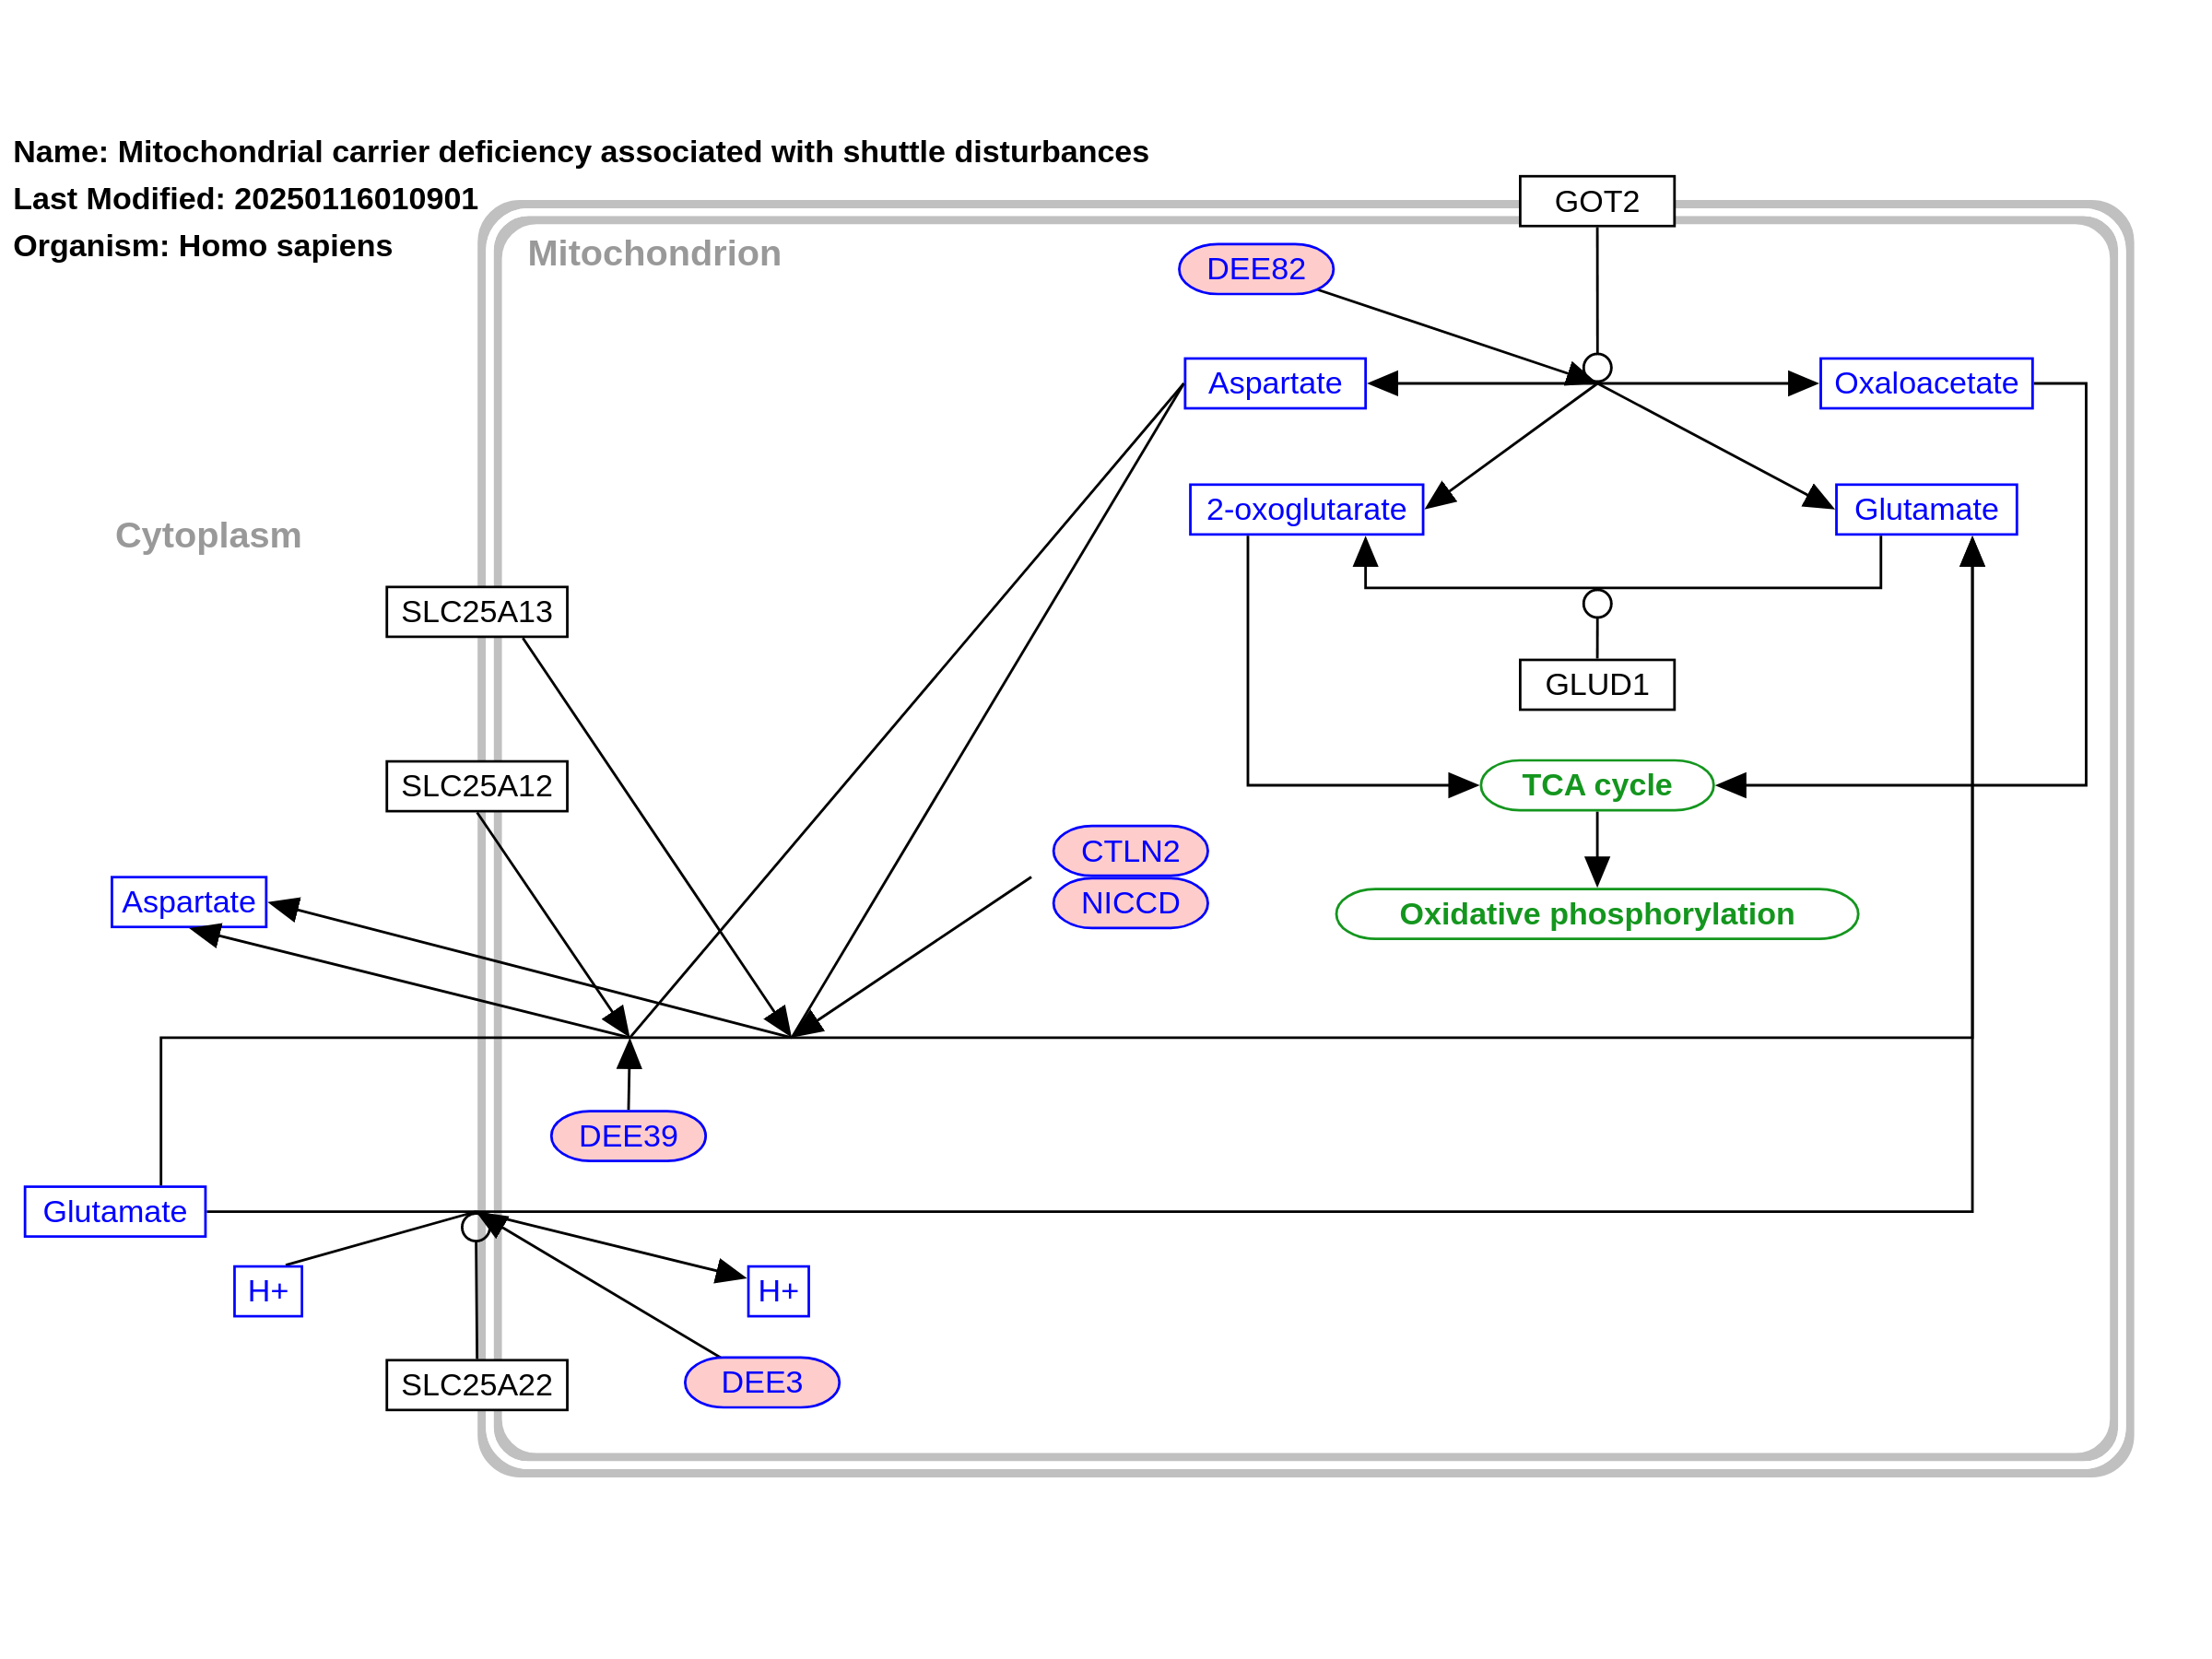 Name: Mitochondrial carrier deficiency associated with shuttle disturbances
Last Modified: 20250116010901
Organism: Homo sapiens
GOT2
Mitochondrion
DEE82
Aspartate
Oxaloacetate
2-oxoglutarate
Glutamate
Cytoplasm
SLC25A13
GLUD1
SLC25A12
TCA cycle
CTLN2
Aspartate
NICCD
Oxidative phosphorylation
DEE39
Glutamate
H+
H+
SLC25A22
DEE3